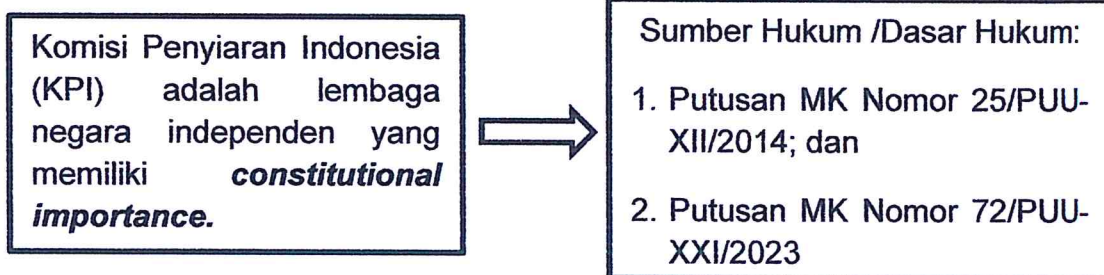 Komisi Penyiaran Indonesia
(KPI) adalah lembaga
negara independen yang
memiliki constitutional
importance.
Sumber Hukum /Dasar Hukum:
1. Putusan MK Nomor 25/PUU-
XII/2014; dan
2. Putusan MK Nomor 72/PUU-
XXI/2023